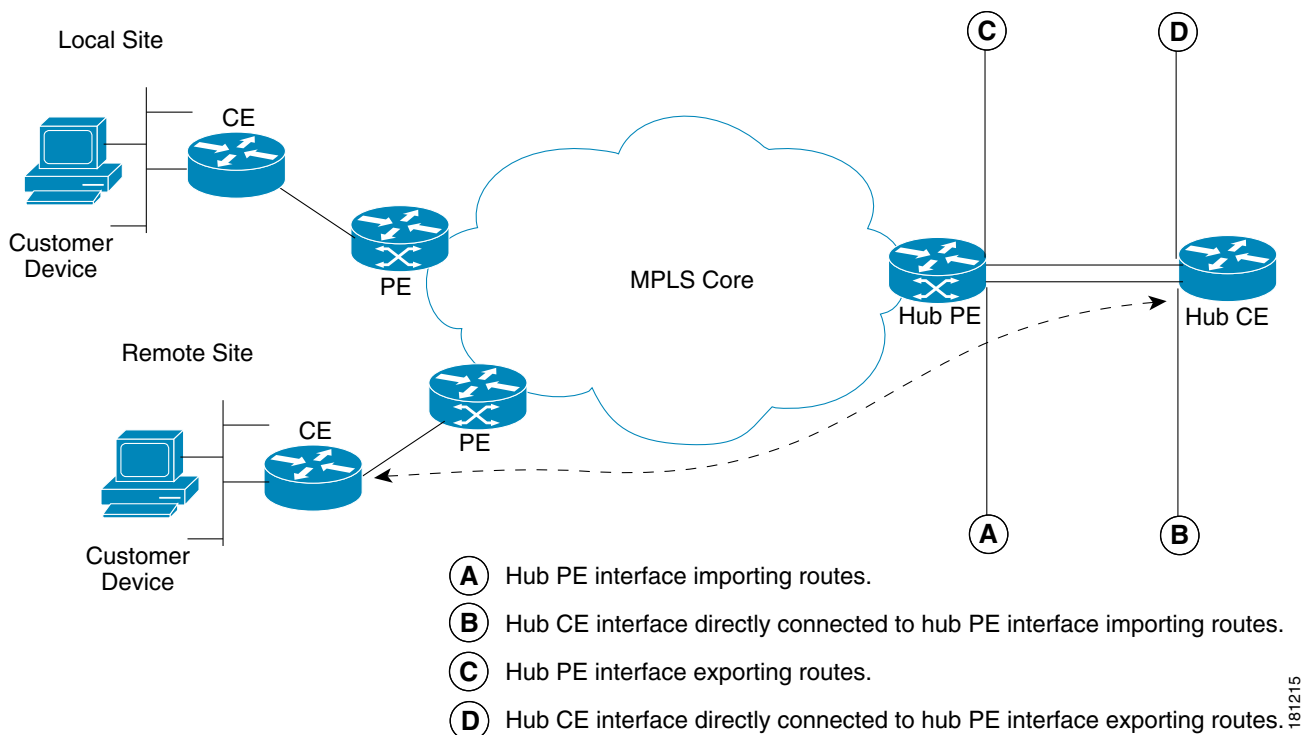 Local Site
C
D
CE
Customer
Device
PE
MPLS Core
Hub PE
Hub CE
Remote Site
CE
PE
Customer
Device
A
B
A Hub PE interface importing routes.
B Hub CE interface directly connected to hub PE interface importing routes.
C Hub PE interface exporting routes.
D Hub CE interface directly connected to hub PE interface exporting routes.
181215